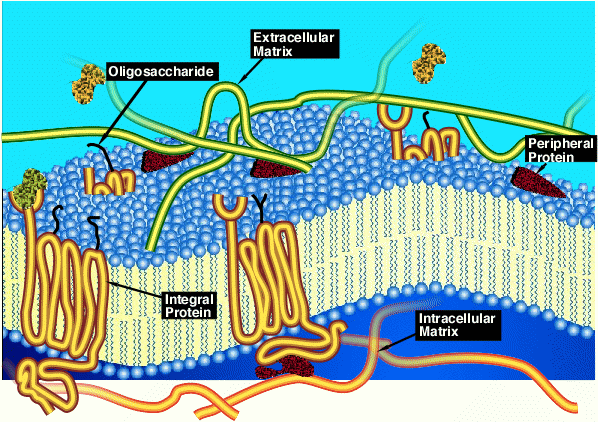 Extracellular
Matrix
Oligosaccharide
Peripheral
Protein
Integral
Protein
Intracellular
Matrix